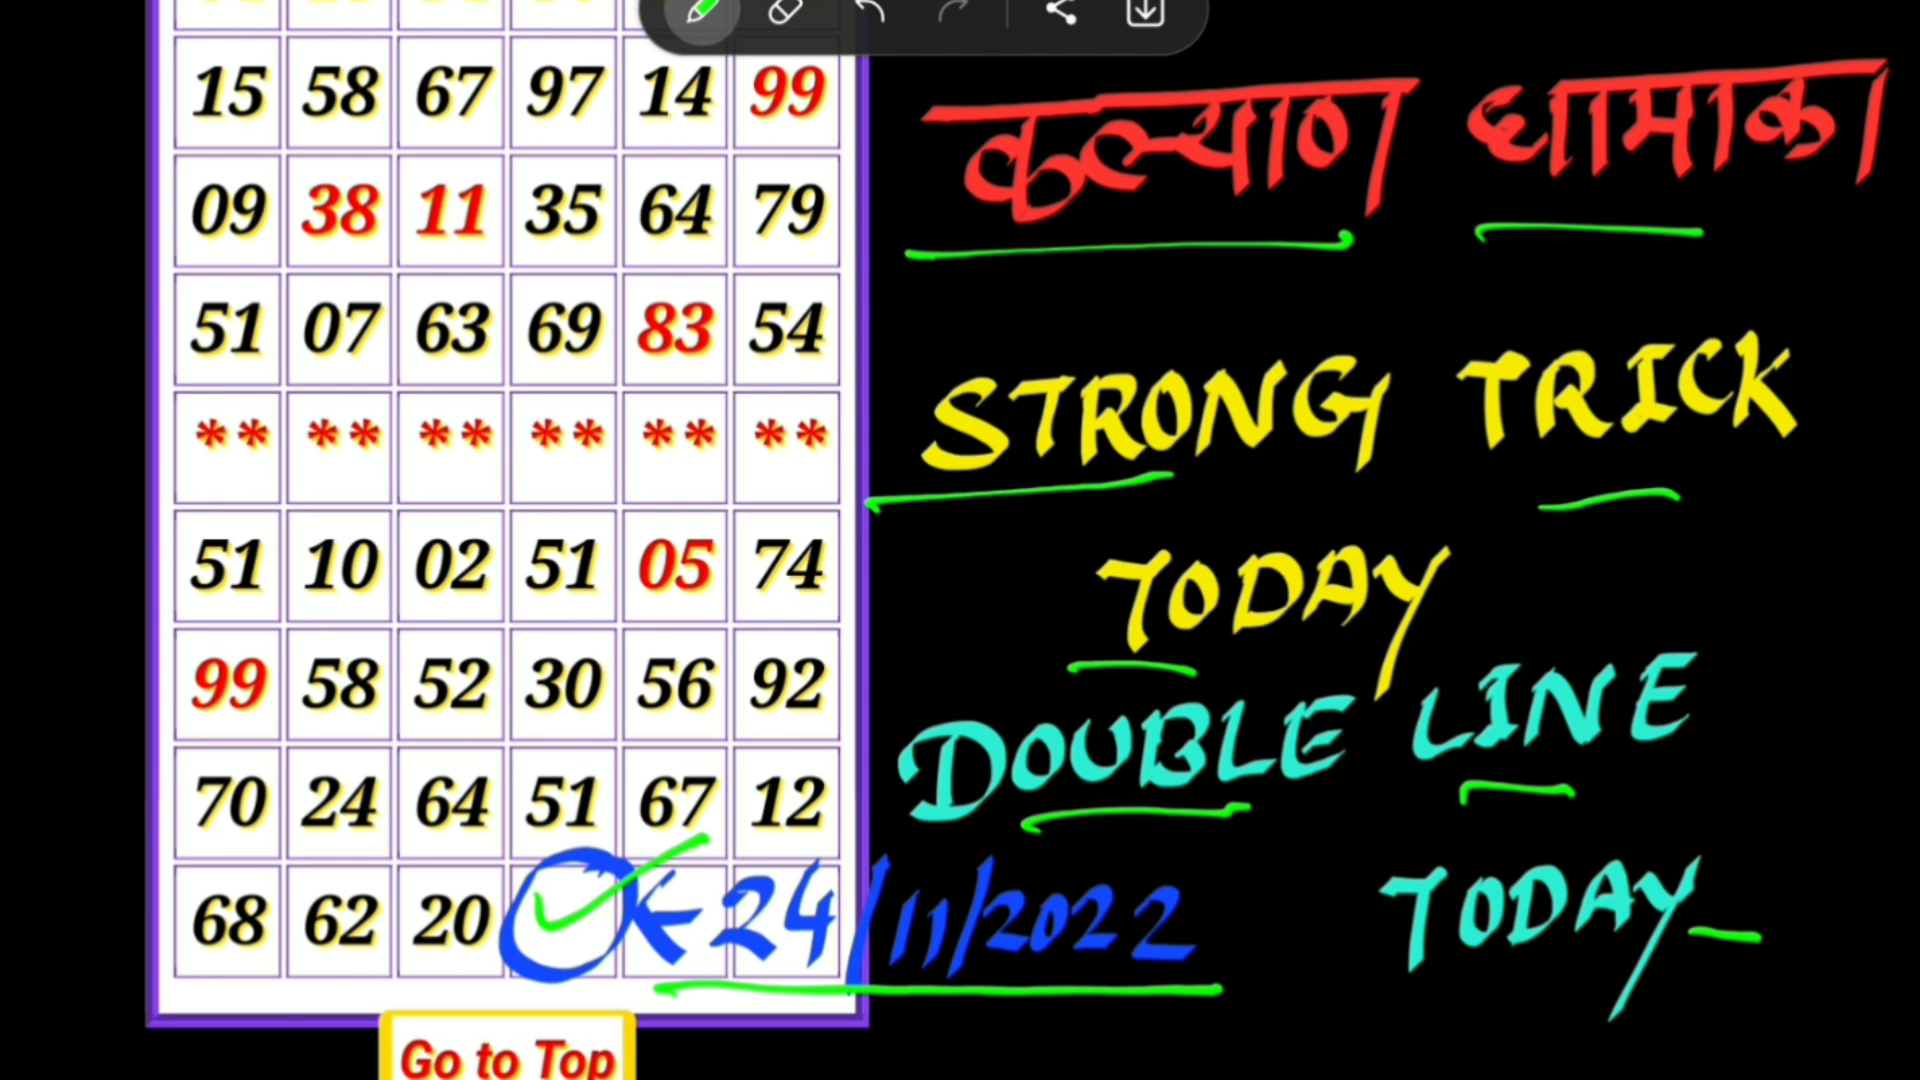 15 58 67 97 14 99
09 38 11 35 64 79
51 07 63 69 83 54
** ** ** ** ** **
51 10 02 51 05 74
99 58 52 30 56 92
70 24 64 51 67 12
68 62 20
Go to Top
कल्याण धामाका
STRONG TRICK
TODAY
DOUBLE LINE
TODAY
24/11/2022